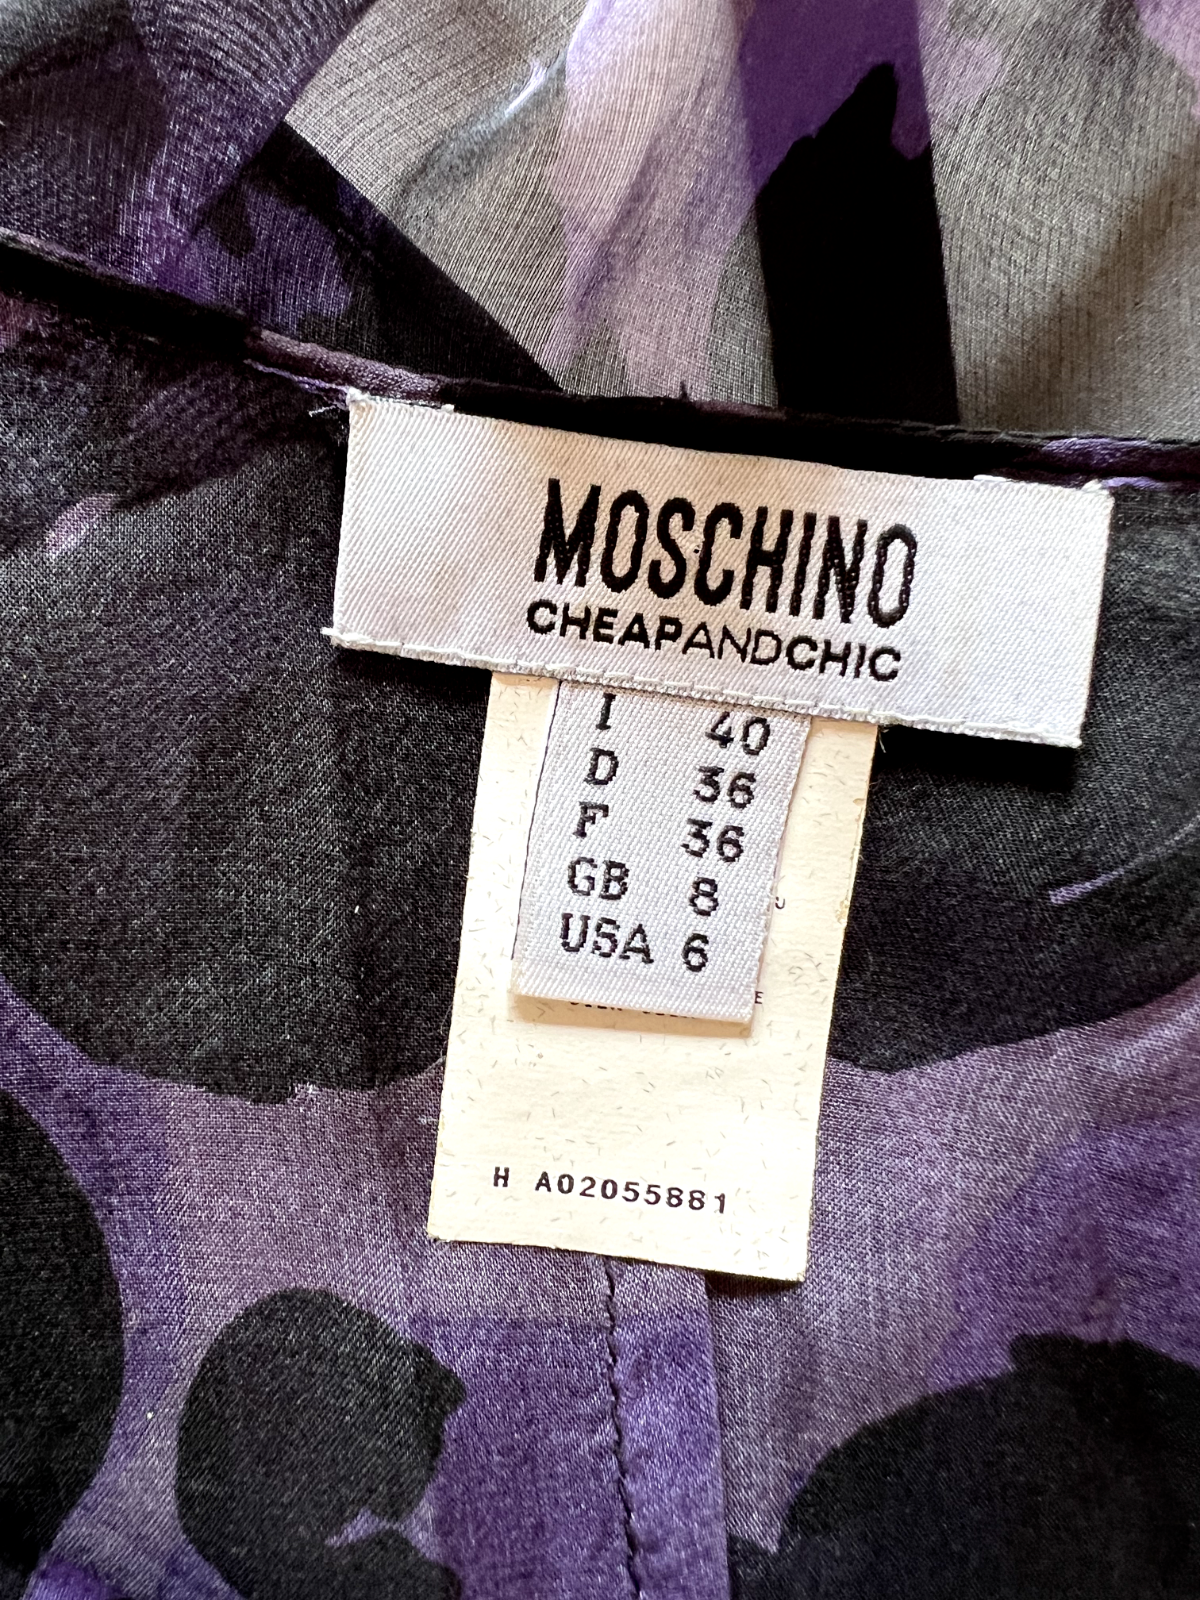 MOSCHINO
CHEAPANDCHIC
I 40
D 36
F 36
GB 8
USA 6
H A02055881